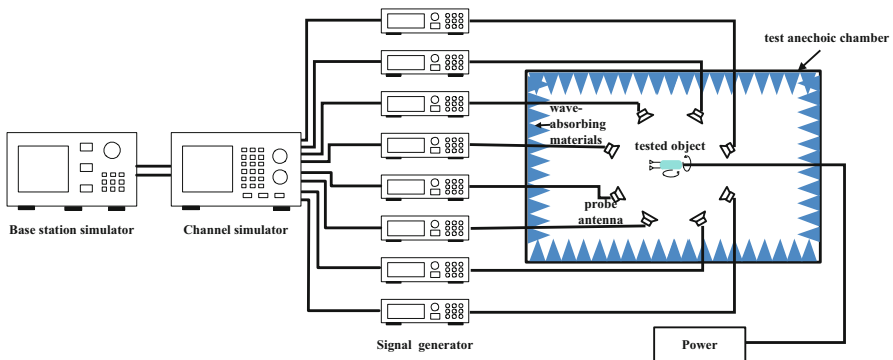 test anechoic chamber
wave-
absorbing
materials
tested object
probe
antenna
Base station simulator
Channel simulator
Signal generator
Power